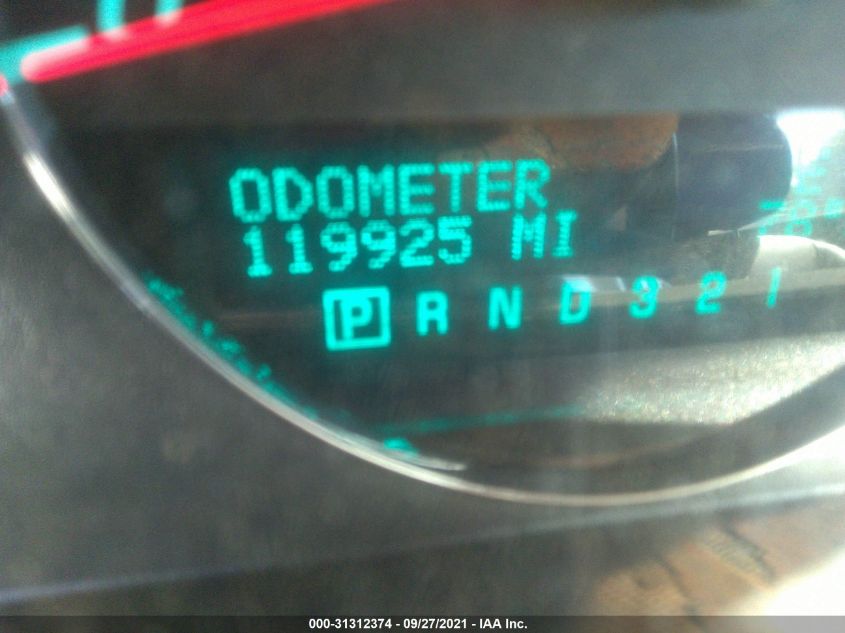 ODOMETER
119925 MI
P R N D 3 2 1
000-31312374 - 09/27/2021 - IAA Inc.